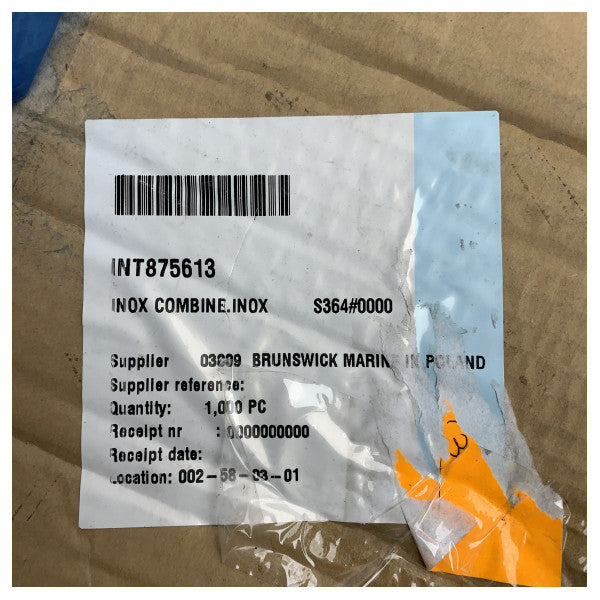 INT875613
INOX COMBINE.INOX S364#0000
Supplier 03009 BRUNSWICK MARINE IN POLAND
Supplier reference:
Quantity: 1,000 PC
Receipt nr : 0000000000
Receipt date:
Location: 002-58-03-01